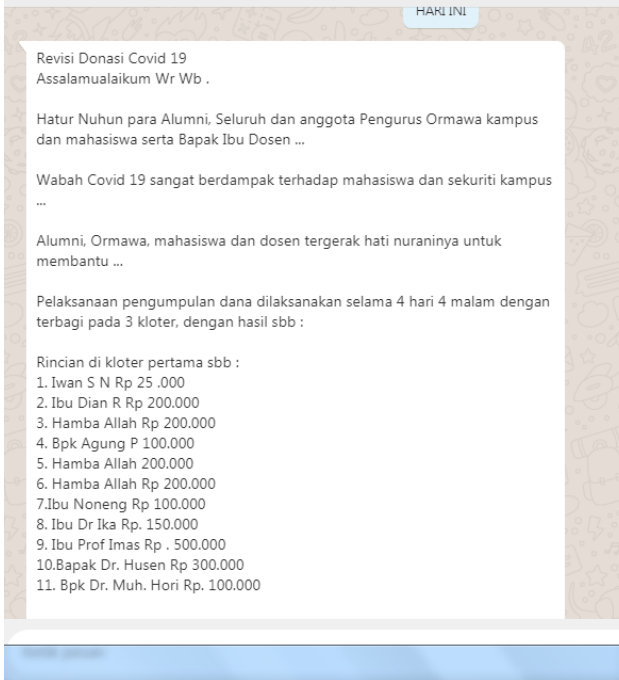 HARI INI
Revisi Donasi Covid 19
Assalamualaikum Wr Wb .
Hatur Nuhun para Alumni, Seluruh dan anggota Pengurus Ormawa kampus
dan mahasiswa serta Bapak Ibu Dosen ...
Wabah Covid 19 sangat berdampak terhadap mahasiswa dan sekuriti kampus
...
Alumni, Ormawa, mahasiswa dan dosen tergerak hati nuraninya untuk
membantu ...
Pelaksanaan pengumpulan dana dilaksanakan selama 4 hari 4 malam dengan
terbagi pada 3 kloter, dengan hasil sbb :
Rincian di kloter pertama sbb :
1. Iwan S N Rp 25 .000
2. Ibu Dian R Rp 200.000
3. Hamba Allah Rp 200.000
4. Bpk Agung P 100.000
5. Hamba Allah 200.000
6. Hamba Allah Rp 200.000
7.Ibu Noneng Rp 100.000
8. Ibu Dr Ika Rp. 150.000
9. Ibu Prof Imas Rp . 500.000
10.Bapak Dr. Husen Rp 300.000
11. Bpk Dr. Muh. Hori Rp. 100.000